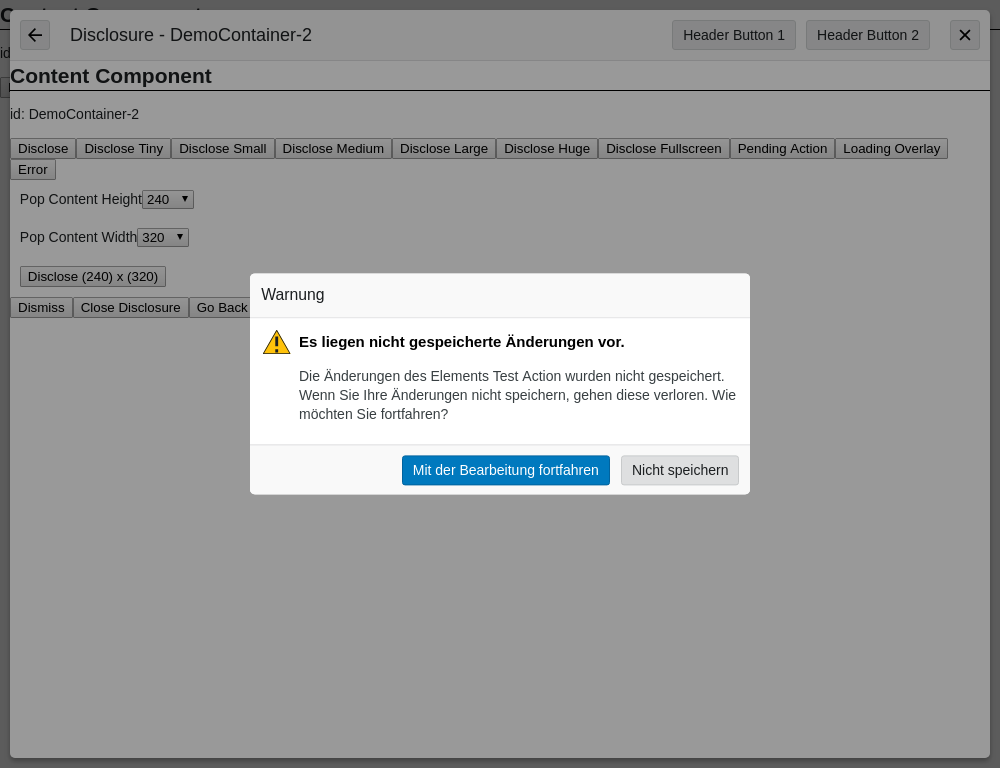 Disclosure - DemoContainer-2
Header Button 1
Header Button 2
Content Component
id
id: DemoContainer-2
Disclose
Disclose Tiny
Disclose Small
Disclose Medium
Disclose Large
Disclose Huge
Disclose Fullscreen
Pending Action
Loading Overlay
Error
Pop Content Height 240
Pop Content Width 320
Disclose (240) x (320)
Dismiss
Close Disclosure
Go Back
Warnung
Es liegen nicht gespeicherte Änderungen vor.
Die Änderungen des Elements Test Action wurden nicht gespeichert.
Wenn Sie Ihre Änderungen nicht speichern, gehen diese verloren. Wie
möchten Sie fortfahren?
Mit der Bearbeitung fortfahren
Nicht speichern